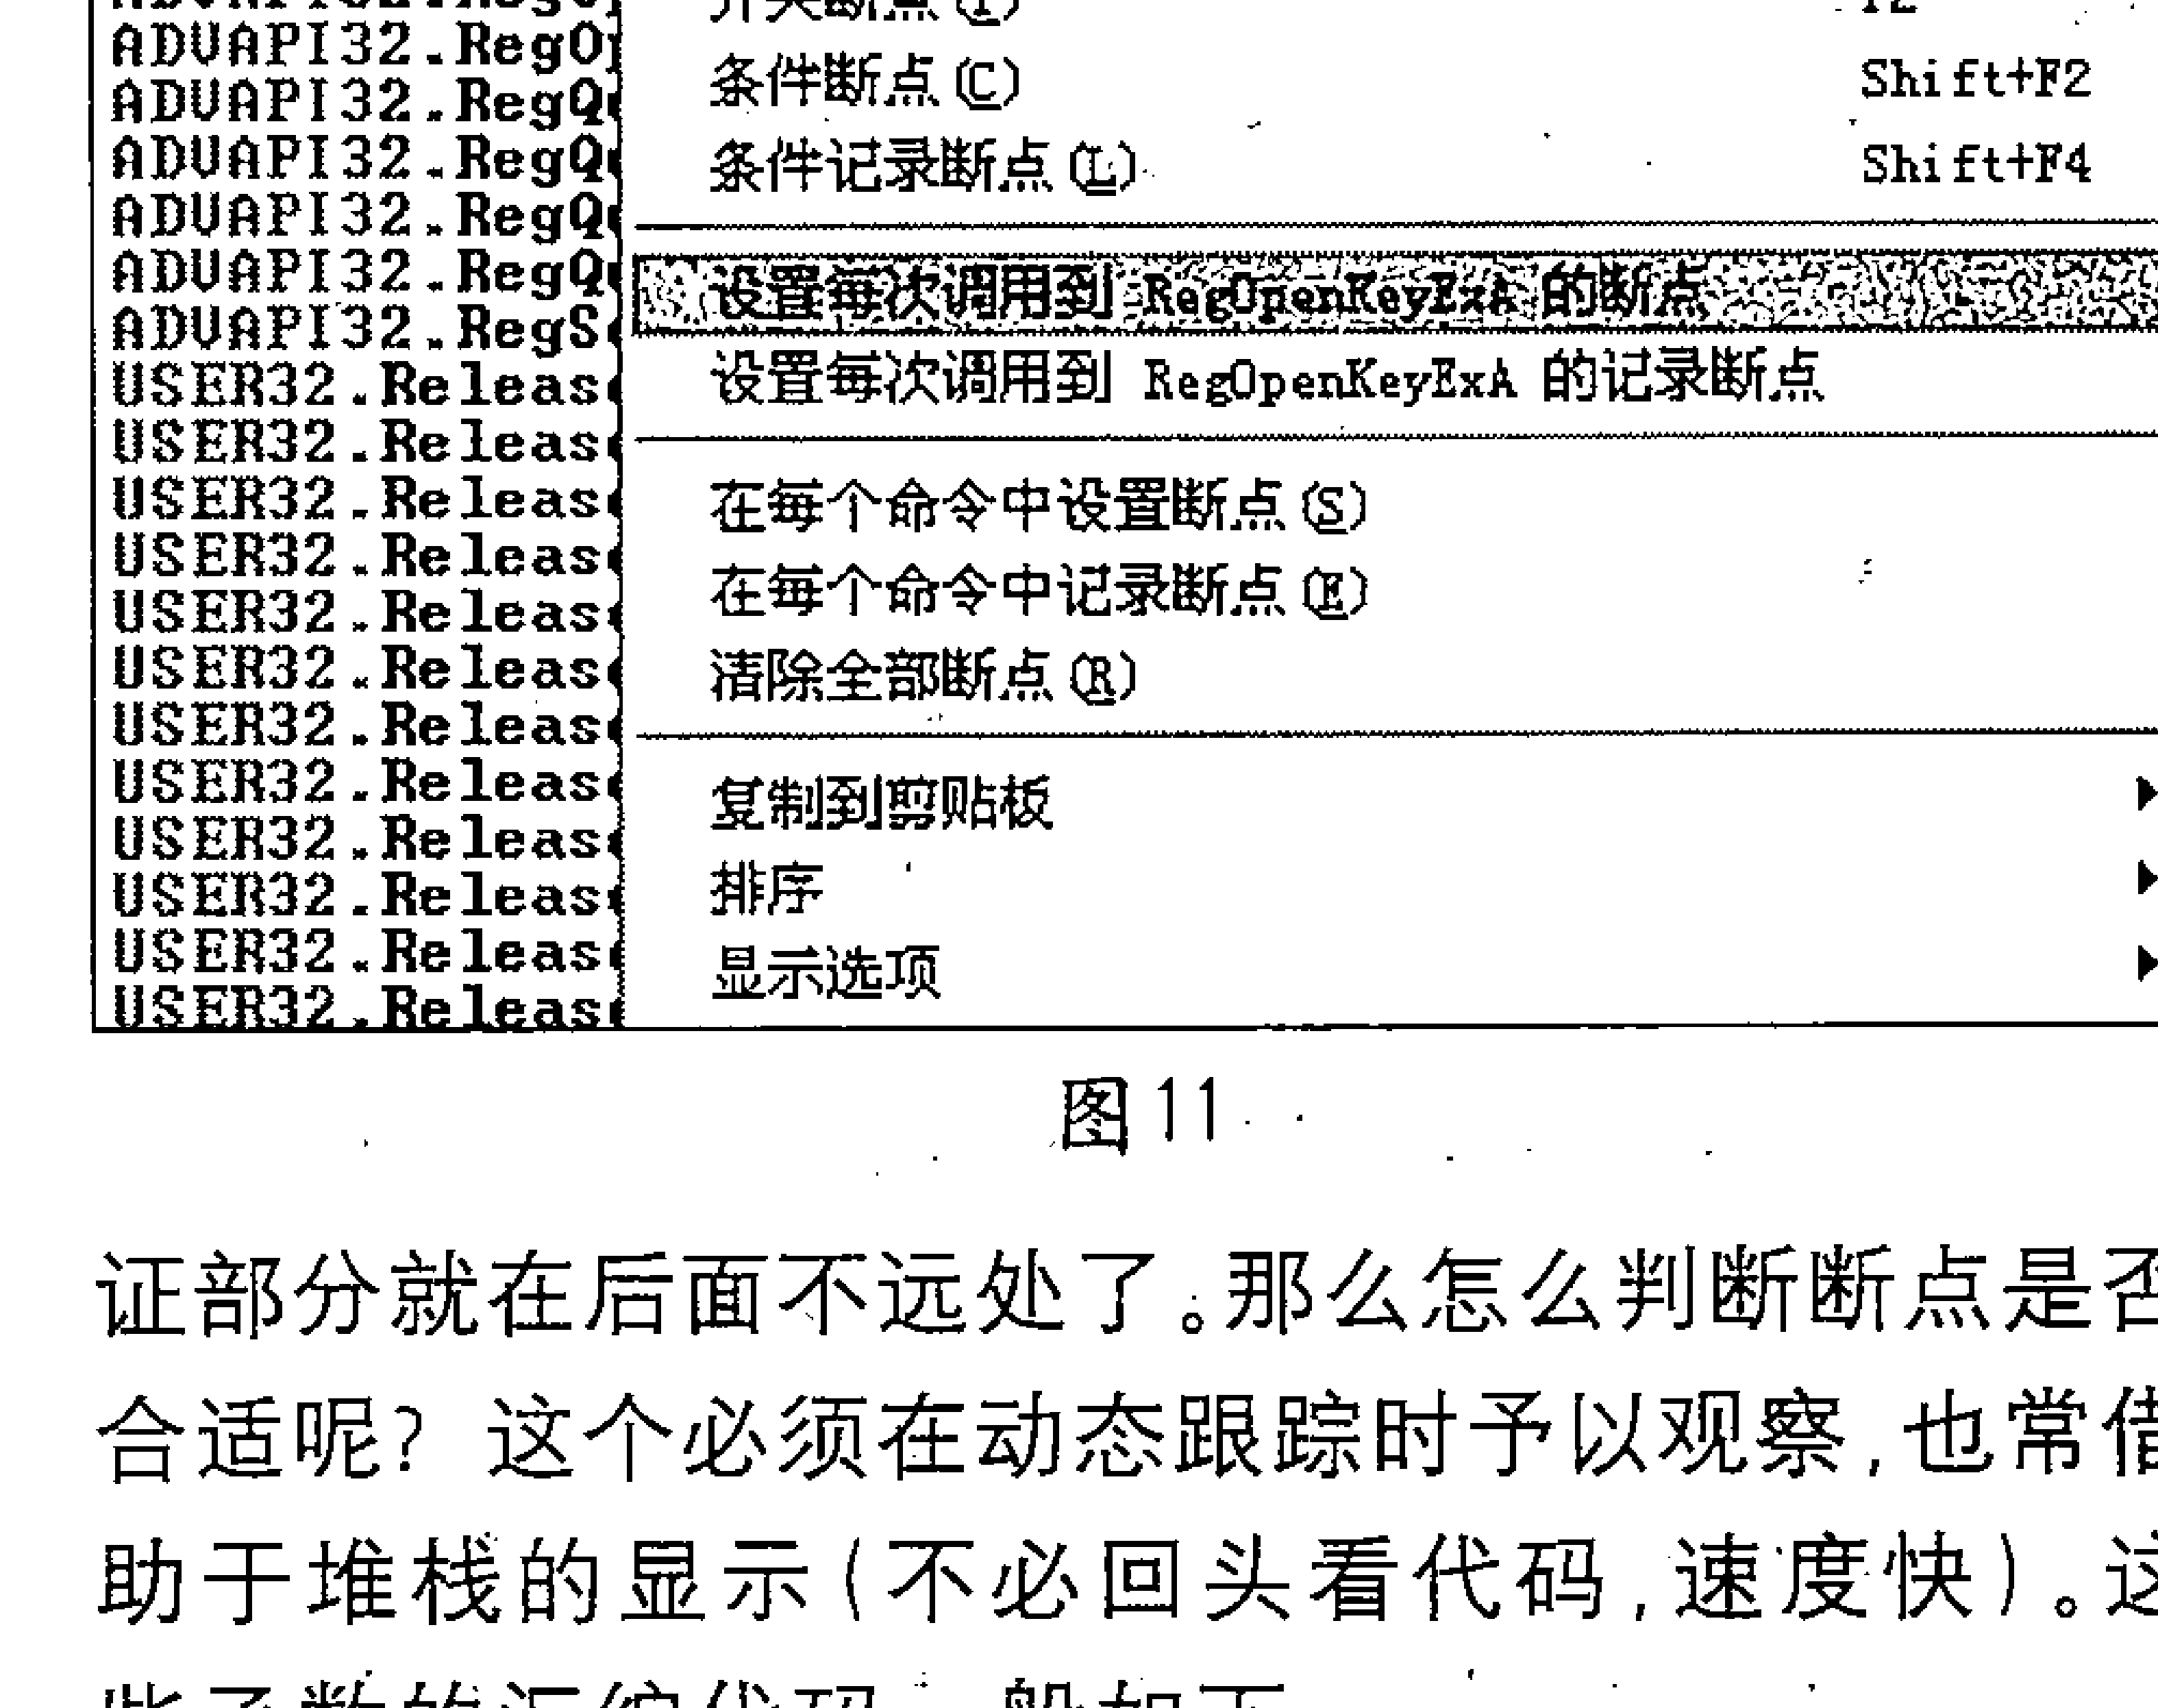 ADVAPI32.RegO
条件断点(C) Shift+F2
ADVAPI32.RegQ
ADVAPI32.RegQ
条件记录断点(L) Shift+F4
ADVAPI32.RegQ
ADVAPI32.RegQ
设置每次调用到 RegOpenKeyExA 的断点
ADVAPI32.RegS
USER32.Releas
设置每次调用到 RegOpenKeyExA 的记录断点
USER32.Releas
USER32.Releas
在每个命令中设置断点(S)
USER32.Releas
在每个命令中记录断点(E)
USER32.Releas
USER32.Releas
清除全部断点(R)
USER32.Releas
USER32.Releas
复制到剪贴板
USER32.Releas
USER32.Releas
排序
USER32.Releas
显示选项
USER32.Releas
图11
证部分就在后面不远处了。那么怎么判断断点是否
合适呢? 这个必须在动态跟踪时予以观察,也常借
助于堆栈的显示(不必回头看代码,速度快)。这